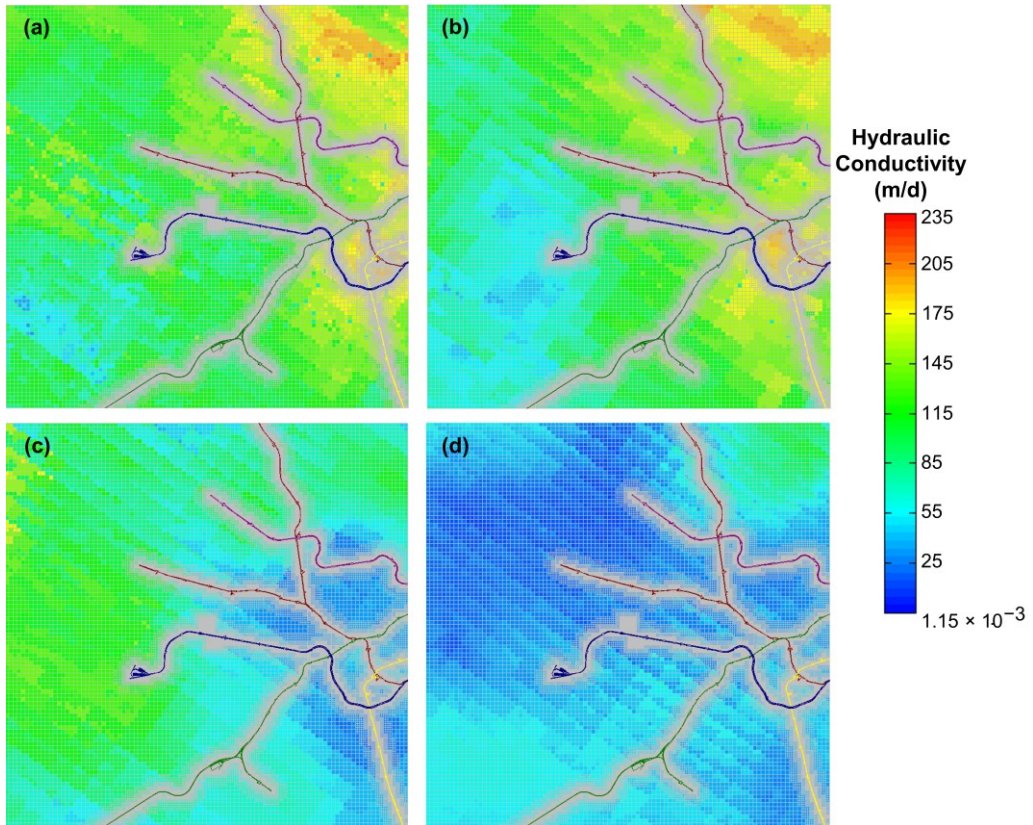 (a)
(b)
Hydraulic
Conductivity
(m/d)
235
205
175
145
115
85
55
25
1.15 × 10⁻³
(c)
(d)